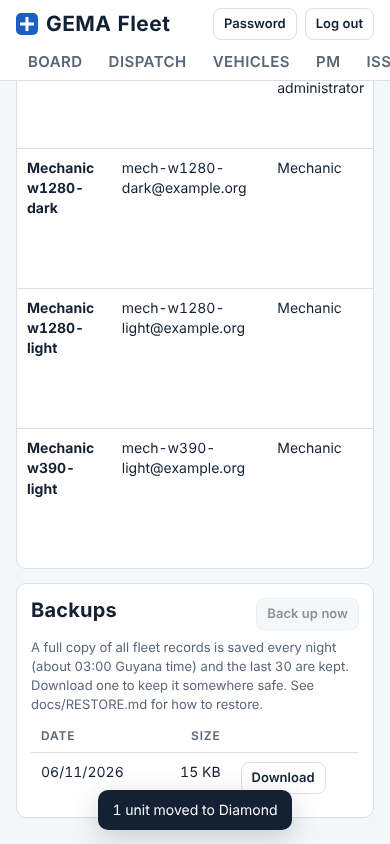 GEMA Fleet
Password
Log out
BOARD DISPATCH VEHICLES PM ISS
administrator
Mechanic w1280-dark
mech-w1280-dark@example.org
Mechanic
Mechanic w1280-light
mech-w1280-light@example.org
Mechanic
Mechanic w390-light
mech-w390-light@example.org
Mechanic
Backups
Back up now
A full copy of all fleet records is saved every night
(about 03:00 Guyana time) and the last 30 are kept.
Download one to keep it somewhere safe. See
docs/RESTORE.md for how to restore.
DATE SIZE
06/11/2026 15 KB Download
1 unit moved to Diamond